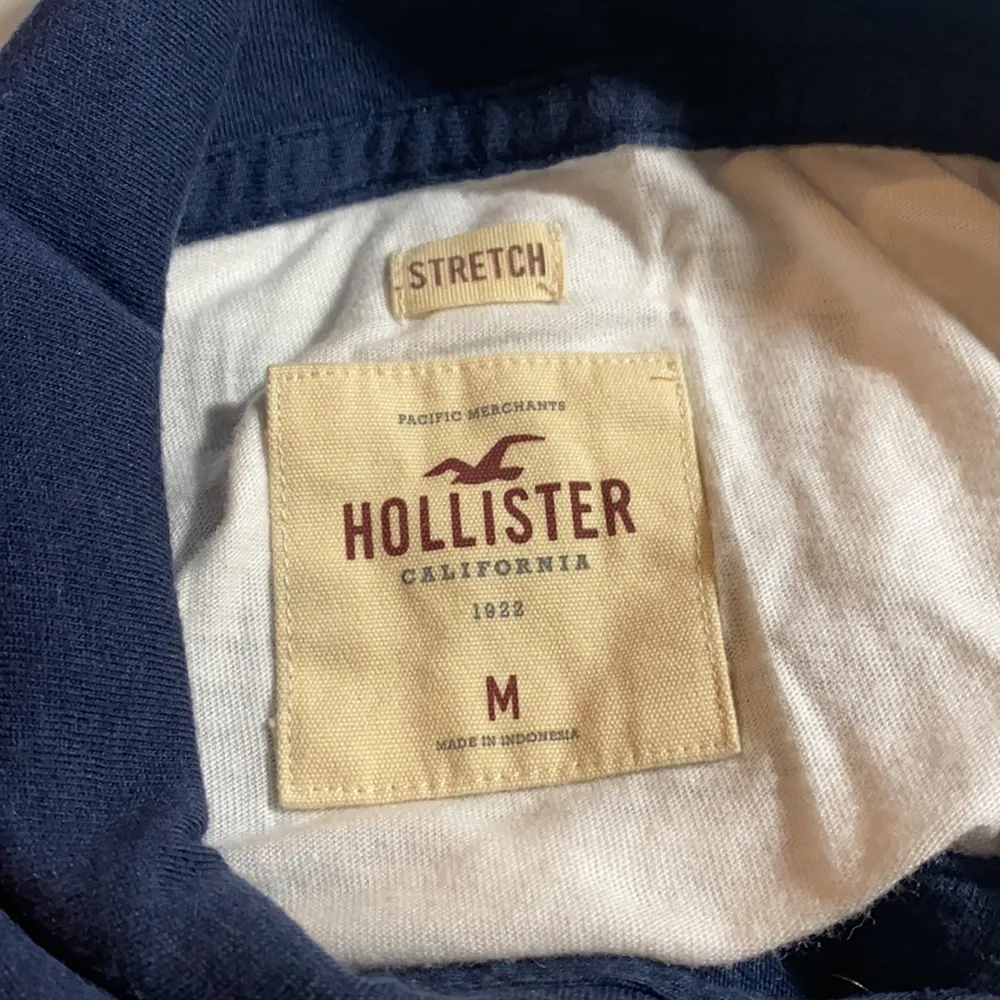 STRETCH
PACIFIC MERCHANTS
HOLLISTER
CALIFORNIA
1922
M
MADE IN INDONESIA